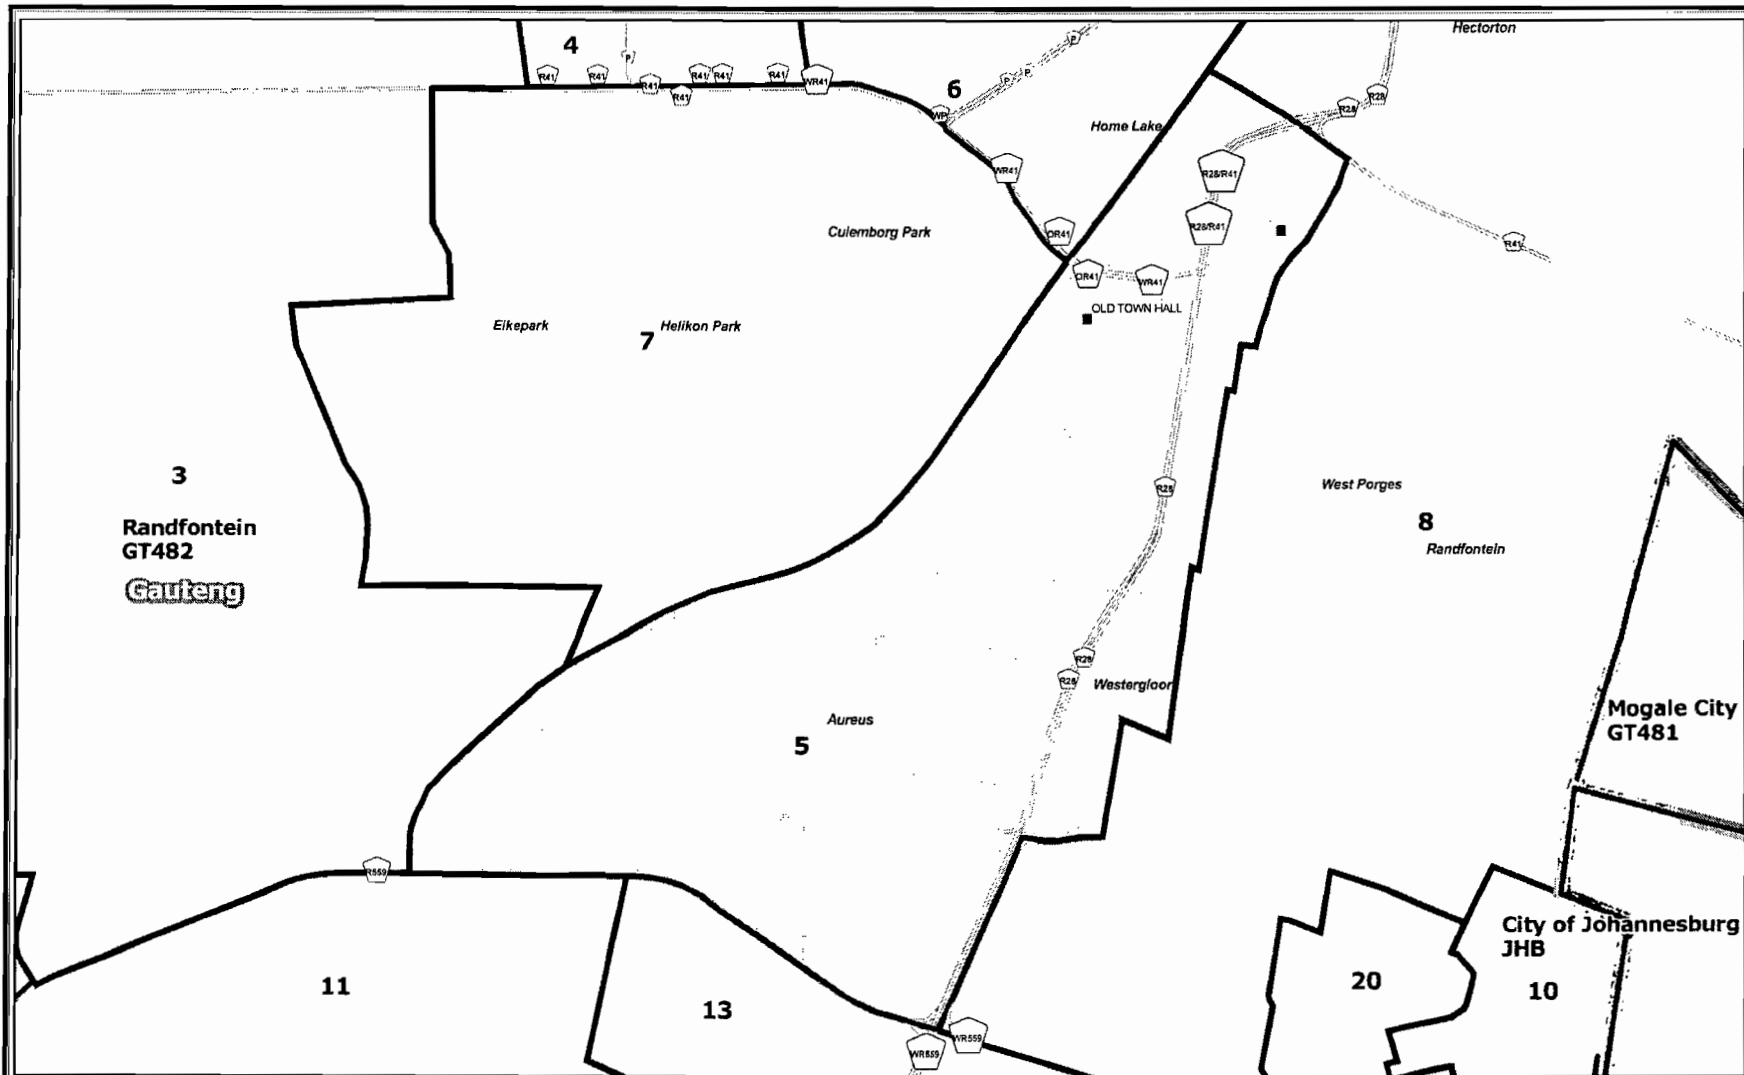 Hectorton
4
P
P
R41
R41
R41
R41
R41
WR41
P
P
R41
R41
6
R28
R28
WP
Home Lake
WR41
R28/R41
Culemborg Park
OR41
R28/R41
R41
OR41
WR41
OLD TOWN HALL
Eikepark
Helikon Park
7
3
West Porges
R28
8
Randfontein
GT482
Randfontein
Gauteng
R28
R28
Westergloor
Mogale City
GT481
Aureus
5
R559
City of Johannesburg
JHB
11
20
10
13
WR559
WR559